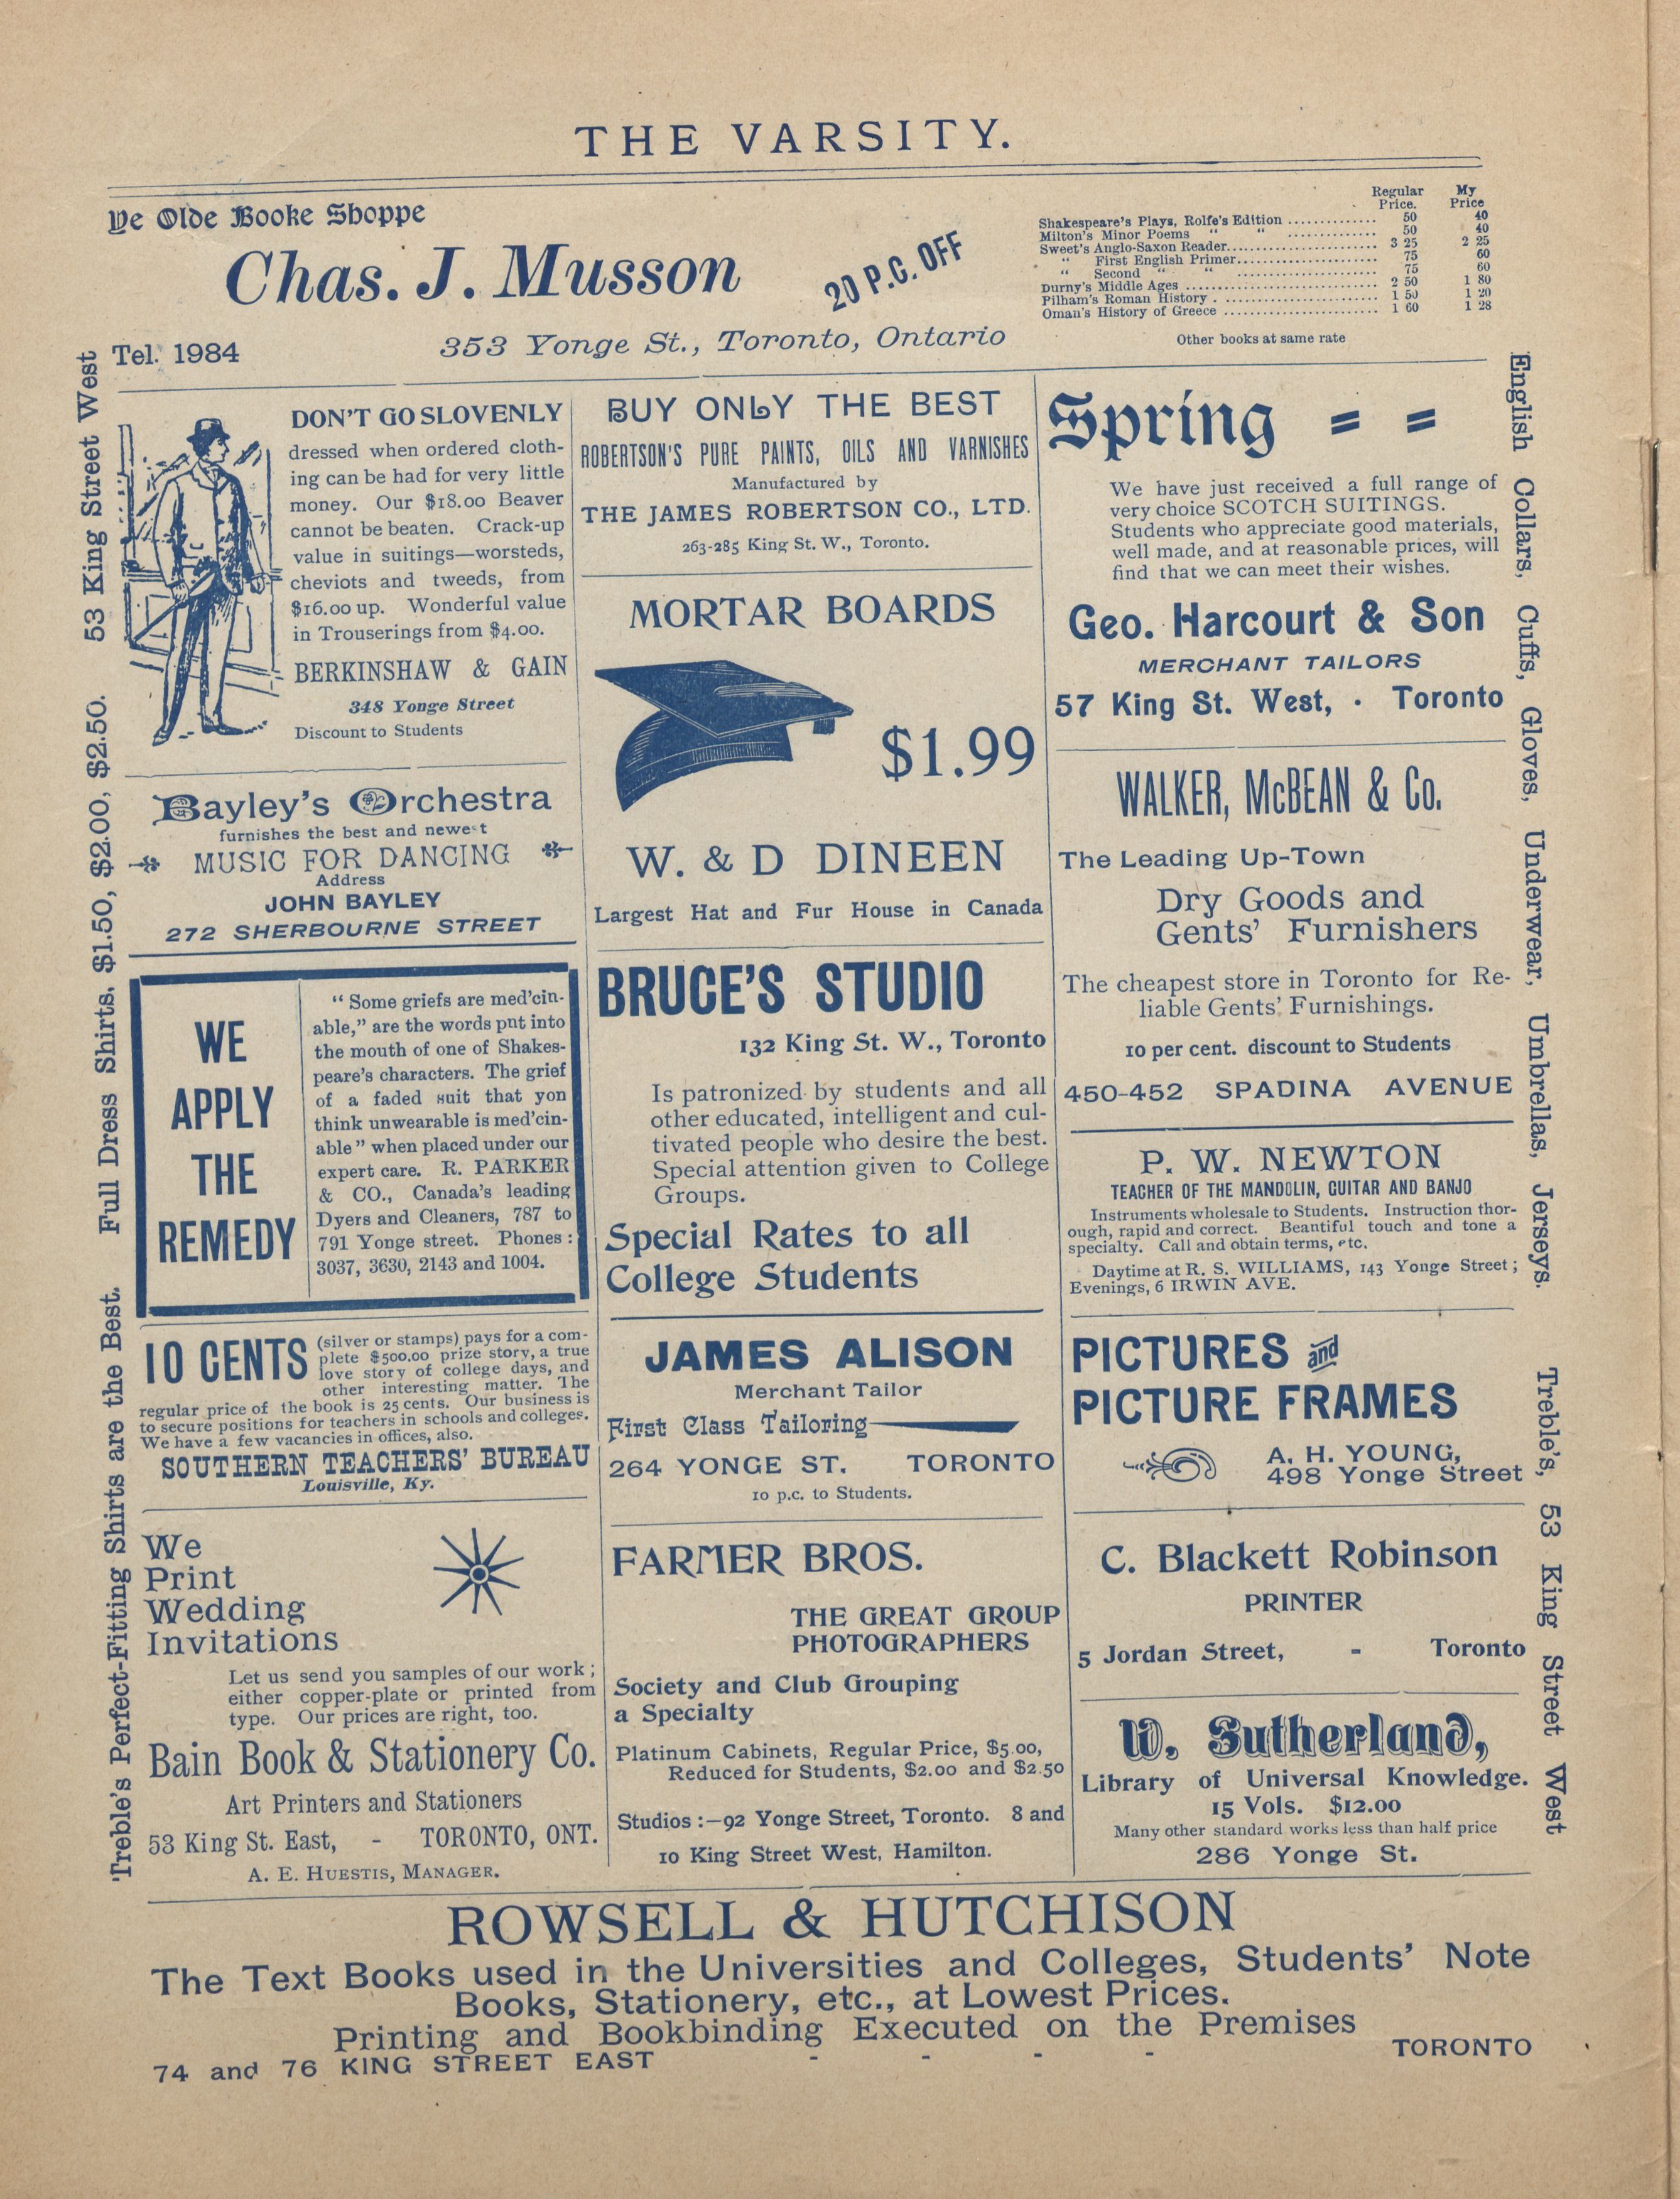 THE VARSITY.
Ye Olde Booke Shoppe
Chas. J. Musson
20 P.C. OFF
Tel. 1984
353 Yonge St., Toronto, Ontario
Regular Price. My Price
Shakespeare's Plays, Rolfe's Edition .............. 50 40
Milton's Minor Poems " " .............. 50 40
Sweet's Anglo-Saxon Reader........................ 3 25 2 25
" First English Primer....................... 75 60
" Second " " ....................... 75 60
Durny's Middle Ages .............................. 2 50 1 80
Pilham's Roman History . ......................... 1 50 1 20
Oman's History of Greece ......................... 1 60 1 28
Other books at same rate
Treble's Perfect-Fitting Shirts are the Best. Full Dress Shirts, $1.50, $2.00, $2.50. 53 King Street West
DON'T GO SLOVENLY
dressed when ordered cloth-
ing can be had for very little
money. Our $18.00 Beaver
cannot be beaten. Crack-up
value in suitings—worsteds,
cheviots and tweeds, from
$16.00 up. Wonderful value
in Trouserings from $4.00.
BERKINSHAW & GAIN
348 Yonge Street
Discount to Students
Bayley's Orchestra
furnishes the best and newest
MUSIC FOR DANCING
Address
JOHN BAYLEY
272 SHERBOURNE STREET
WE
APPLY
THE
REMEDY
"Some griefs are med'cin-
able," are the words pnt into
the mouth of one of Shakes-
peare's characters. The grief
of a faded suit that yon
think unwearable is med'cin-
able" when placed under our
expert care. R. PARKER
& CO., Canada's leading
Dyers and Cleaners, 787 to
791 Yonge street. Phones:
3037, 3630, 2143 and 1004.
10 CENTS (silver or stamps) pays for a com-
plete $500.00 prize story, a true
love story of college days, and
other interesting matter. The
regular price of the book is 25 cents. Our business is
to secure positions for teachers in schools and colleges.
We have a few vacancies in offices, also.
SOUTHERN TEACHERS' BUREAU
Louisville, Ky.
We
Print
Wedding
Invitations
Let us send you samples of our work;
either copper-plate or printed from
type. Our prices are right, too.
Bain Book & Stationery Co.
Art Printers and Stationers
53 King St. East, - TORONTO, ONT.
A. E. HUESTIS, MANAGER.
BUY ONLY THE BEST
ROBERTSON'S PURE PAINTS, OILS AND VARNISHES
Manufactured by
THE JAMES ROBERTSON CO., LTD.
263-285 King St. W., Toronto.
MORTAR BOARDS
$1.99
W. & D DINEEN
Largest Hat and Fur House in Canada
BRUCE'S STUDIO
132 King St. W., Toronto
Is patronized by students and all
other educated, intelligent and cul-
tivated people who desire the best.
Special attention given to College
Groups.
Special Rates to all
College Students
JAMES ALISON
Merchant Tailor
First Class Tailoring
264 YONGE ST. TORONTO
10 p.c. to Students.
FARMER BROS.
THE GREAT GROUP
PHOTOGRAPHERS
Society and Club Grouping
a Specialty
Platinum Cabinets, Regular Price, $5.00,
Reduced for Students, $2.00 and $2.50
Studios:—92 Yonge Street, Toronto. 8 and
10 King Street West, Hamilton.
Spring = =
We have just received a full range of
very choice SCOTCH SUITINGS.
Students who appreciate good materials,
well made, and at reasonable prices, will
find that we can meet their wishes.
Geo. Harcourt & Son
MERCHANT TAILORS
57 King St. West, · Toronto
WALKER, McBEAN & Co.
The Leading Up-Town
Dry Goods and
Gents' Furnishers
The cheapest store in Toronto for Re-
liable Gents' Furnishings.
10 per cent. discount to Students
450-452 SPADINA AVENUE
P. W. NEWTON
TEACHER OF THE MANDOLIN, GUITAR AND BANJO
Instruments wholesale to Students. Instruction thor-
ough, rapid and correct. Beautiful touch and tone a
specialty. Call and obtain terms, etc.
Daytime at R. S. WILLIAMS, 143 Yonge Street;
Evenings, 6 IRWIN AVE.
PICTURES and
PICTURE FRAMES
A. H. YOUNG,
498 Yonge Street
C. Blackett Robinson
PRINTER
5 Jordan Street, - Toronto
W. Sutherland,
Library of Universal Knowledge.
15 Vols. $12.00
Many other standard works less than half price
286 Yonge St.
English Collars, Cuffs, Gloves, Underwear, Umbrellas, Jerseys. Treble's, 53 King Street West
ROWSELL & HUTCHISON
The Text Books used in the Universities and Colleges, Students' Note
Books, Stationery, etc., at Lowest Prices.
Printing and Bookbinding Executed on the Premises
74 and 76 KING STREET EAST - - - - TORONTO